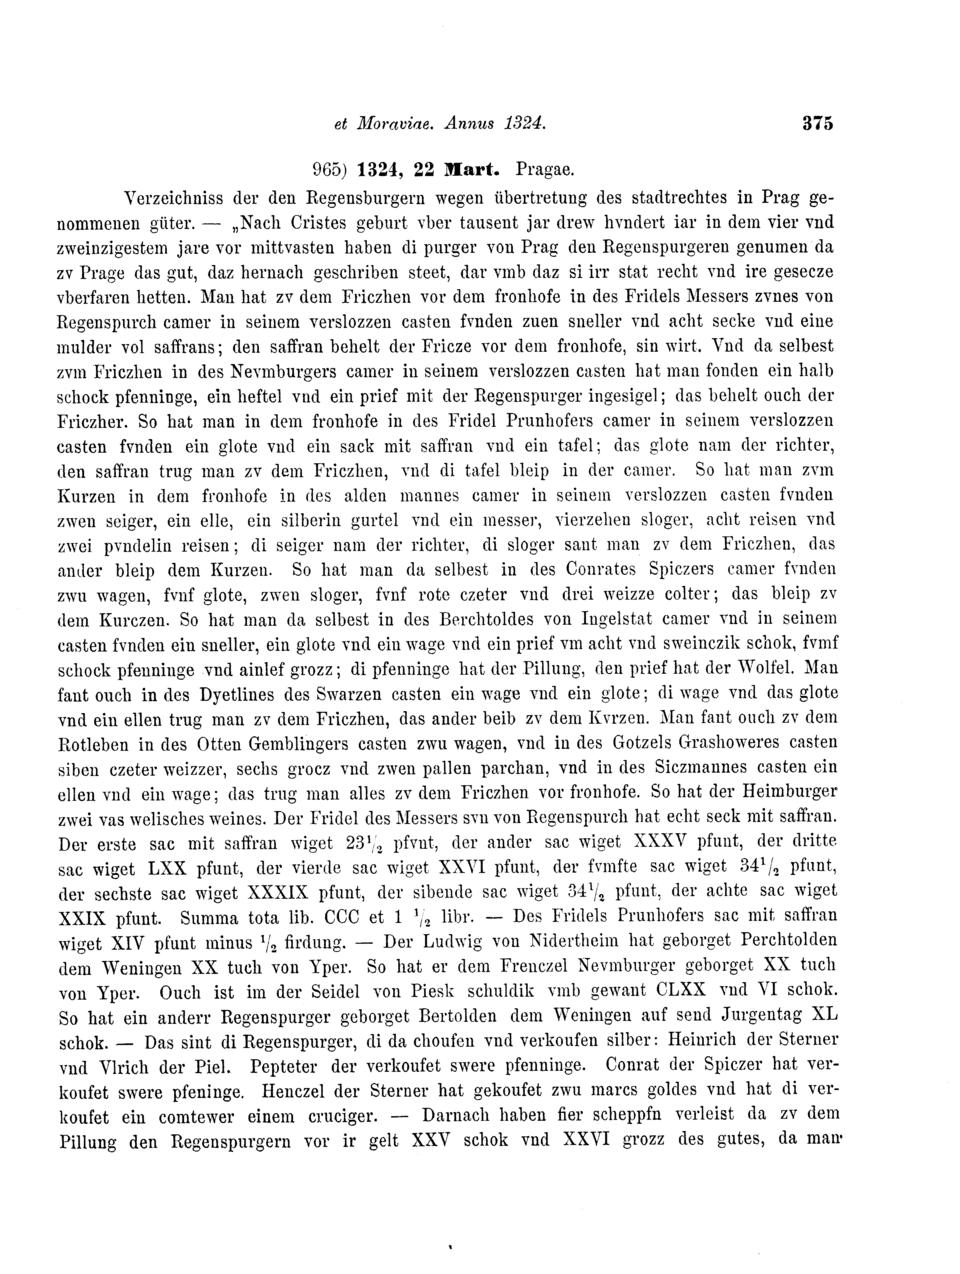 et Moraviae. Annus 1324. 375
965) 1324, 22 Mart. Pragae.
Verzeichniss der den Regensburgern wegen übertretung des stadtrechtes in Prag ge-
nommenen güter. — „Nach Cristes geburt vber tausent jar drew hvndert iar in dem vier vnd
zweinzigestem jare vor mittvasten haben di purger von Prag den Regenspurgeren genumen da
zv Prage das gut, daz hernach geschriben steet, dar vmb daz si irr stat recht vnd ire gesecze
vberfaren hetten. Man hat zv dem Friczhen vor dem fronhofe in des Fridels Messers zvnes von
Regenspurch camer in seinem verslozzen casten fvnden zuen sneller vnd acht secke vnd eine
mulder vol saffrans; den saffran behelt der Fricze vor dem fronhofe, sin wirt. Vnd da selbest
zvm Friczhen in des Nevmburgers camer in seinem verslozzen casten hat man fonden ein halb
schock pfenninge, ein heftel vnd ein prief mit der Regenspurger ingesigel; das behelt ouch der
Friczher. So hat man in dem fronhofe in des Fridel Prunhofers camer in seinem verslozzen
casten fvnden ein glote vnd ein sack mit saffran vnd ein tafel; das glote nam der richter,
den saffran trug man zv dem Friczhen, vnd di tafel bleip in der camer. So hat man zvm
Kurzen in dem fronhofe in des alden mannes camer in seinem verslozzen casten fvnden
zwen seiger, ein elle, ein silberin gurtel vnd ein messer, vierzehen sloger, acht reisen vnd
zwei pvndelin reisen; di seiger nam der richter, di sloger sant man zv dem Friczhen, das
ander bleip dem Kurzen. So hat man da selbest in des Conrates Spiczers camer fvnden
zwu wagen, fvnf glote, zwen sloger, fvnf rote czeter vnd drei weizze colter; das bleip zv
dem Kurczen. So hat man da selbest in des Berchtoldes von Ingelstat camer vnd in seinem
casten fvnden ein sneller, ein glote vnd ein wage vnd ein prief vm acht vnd sweinczik schok, fvmf
schock pfenninge vnd ainlef grozz; di pfenninge hat der Pillung, den prief hat der Wolfel. Man
fant ouch in des Dyetlines des Swarzen casten ein wage vnd ein glote; di wage vnd das glote
vnd ein ellen trug man zv dem Friczhen, das ander beib zv dem Kvrzen. Man fant ouch zv dem
Rotleben in des Otten Gemblingers casten zwu wagen, vnd in des Gotzels Grashoweres casten
siben czeter weizzer, sechs grocz vnd zwen pallen parchan, vnd in des Siczmannes casten ein
ellen vnd ein wage; das trug man alles zv dem Friczhen vor fronhofe. So hat der Heimburger
zwei vas welisches weines. Der Fridel des Messers svn von Regenspurch hat echt seck mit saffran.
Der erste sac mit saffran wiget 23½ pfvnt, der ander sac wiget XXXV pfunt, der dritte
sac wiget LXX pfunt, der vierde sac wiget XXVI pfunt, der fvmfte sac wiget 34½ pfunt,
der sechste sac wiget XXXIX pfunt, der sibende sac wiget 34½ pfunt, der achte sac wiget
XXIX pfunt. Summa tota lib. CCC et 1 ½ libr. — Des Fridels Prunhofers sac mit saffran
wiget XIV pfunt minus ½ firdung. — Der Ludwig von Nidertheim hat geborget Perchtolden
dem Weningen XX tuch von Yper. So hat er dem Frenczel Nevmburger geborget XX tuch
von Yper. Ouch ist im der Seidel von Piesk schuldik vmb gewant CLXX vnd VI schok.
So hat ein anderr Regenspurger geborget Bertolden dem Weningen auf send Jurgentag XL
schok. — Das sint di Regenspurger, di da choufen vnd verkoufen silber: Heinrich der Sterner
vnd Vlrich der Piel. Pepteter der verkoufet swere pfenninge. Conrat der Spiczer hat ver-
koufet swere pfeninge. Henczel der Sterner hat gekoufet zwu marcs goldes vnd hat di ver-
koufet ein comtewer einem cruciger. — Darnach haben fier scheppfn verleist da zv dem
Pillung den Regenspurgern vor ir gelt XXV schok vnd XXVI grozz des gutes, da man